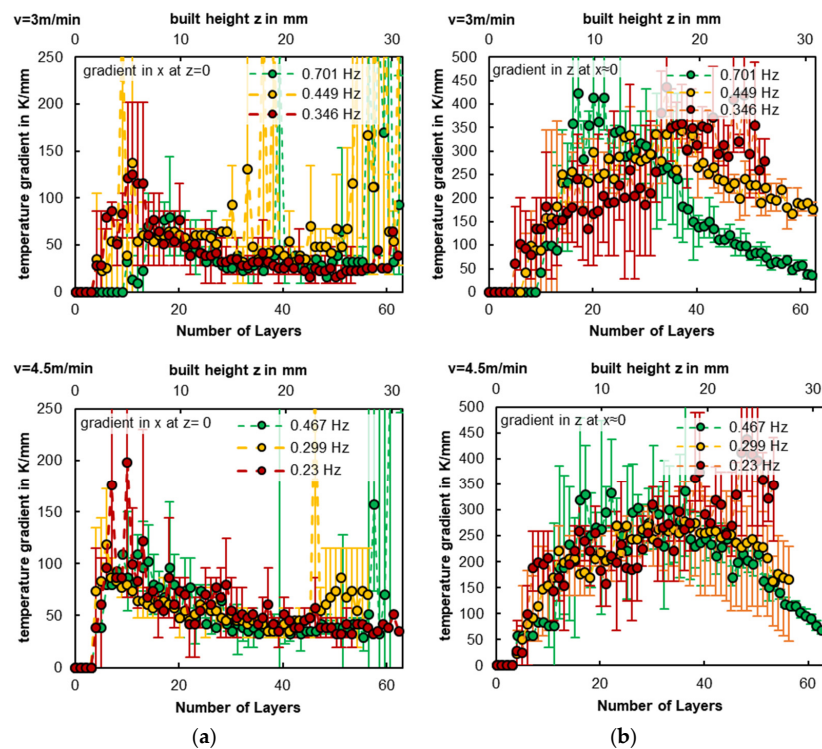 v=3m/min built height z in mm
0 10 20 30
250
200
150
100
50
0
temperature gradient in K/mm
gradient in x at z=0
0.701 Hz
0.449 Hz
0.346 Hz
0 20 40 60
Number of Layers
v=3m/min built height z in mm
0 10 20 30
500
450
400
350
300
250
200
150
100
50
0
temperature gradient in K/mm
gradient in z at x≈0
0.701 Hz
0.449 Hz
0.346 Hz
0 20 40 60
Number of Layers
v=4.5m/min built height z in mm
0 10 20 30
250
200
150
100
50
0
temperature gradient in K/mm
gradient in x at z= 0
0.467 Hz
0.299 Hz
0.23 Hz
0 20 40 60
Number of Layers
(a)
v=4.5m/min built height z in mm
0 10 20 30
500
450
400
350
300
250
200
150
100
50
0
temperature gradient in K/mm
gradient in z at x≈0
0.467 Hz
0.299 Hz
0.23 Hz
0 20 40 60
Number of Layers
(b)